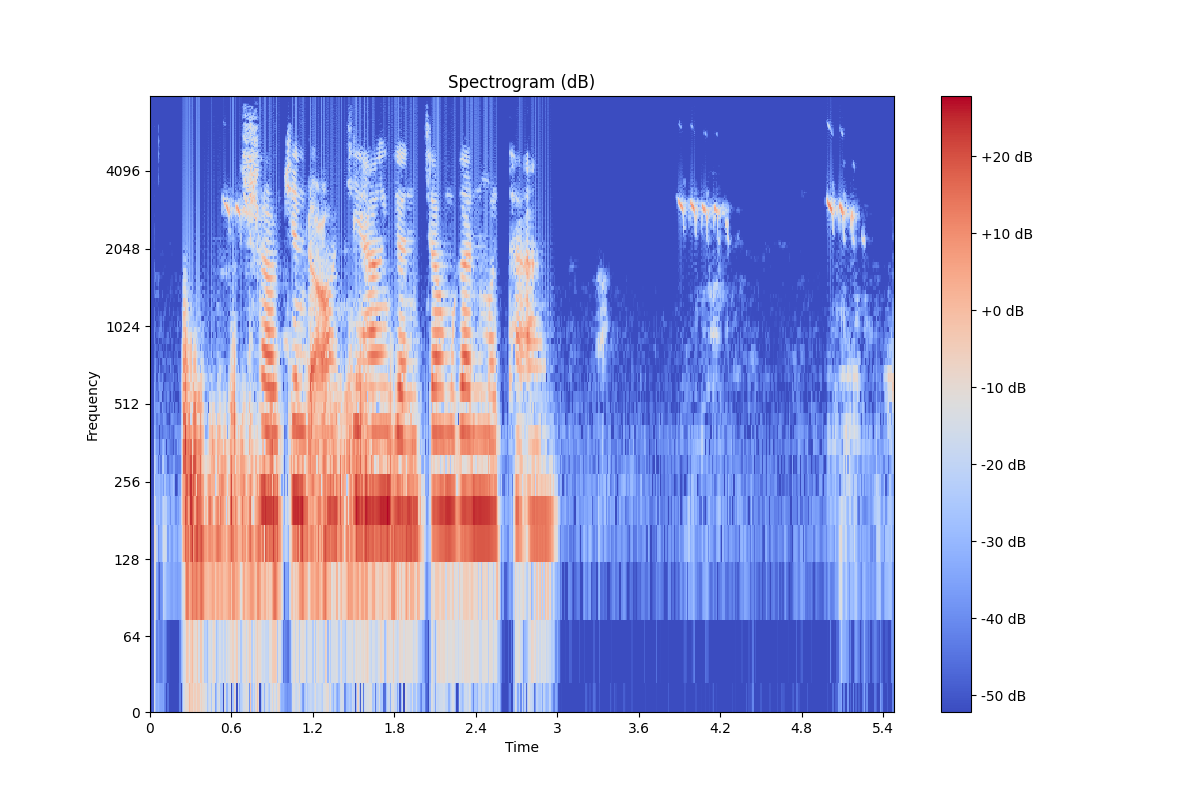 Spectrogram (dB)
Frequency
4096
2048
1024
512
256
128
64
0
0 0.6 1.2 1.8 2.4 3 3.6 4.2 4.8 5.4
Time
+20 dB
+10 dB
+0 dB
-10 dB
-20 dB
-30 dB
-40 dB
-50 dB